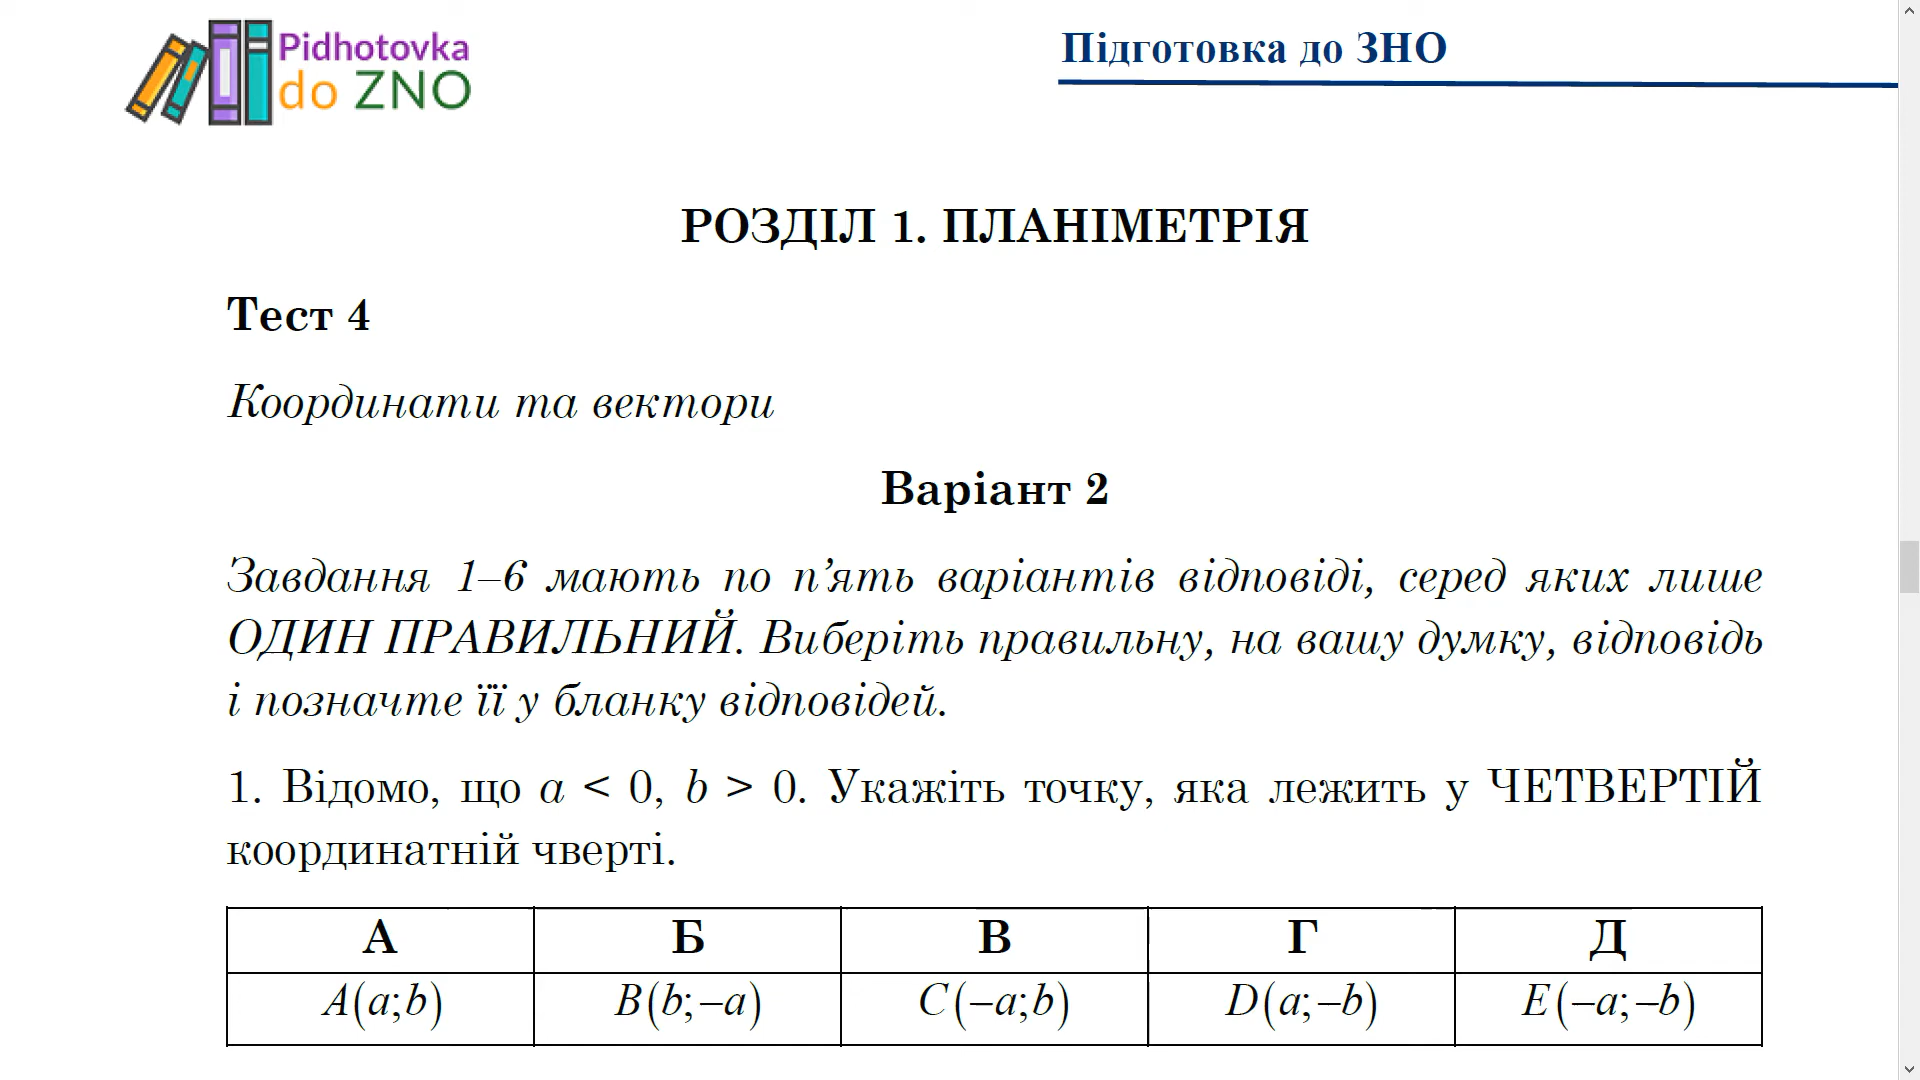 Pidhotovka
do ZNO
Підготовка до ЗНО
РОЗДІЛ 1. ПЛАНІМЕТРІЯ
Тест 4
Координати та вектори
Варіант 2
Завдання 1–6 мають по п’ять варіантів відповіді, серед яких лише
ОДИН ПРАВИЛЬНИЙ. Виберіть правильну, на вашу думку, відповідь
і позначте її у бланку відповідей.
1. Відомо, що a < 0, b > 0. Укажіть точку, яка лежить у ЧЕТВЕРТІЙ
координатній чверті.
А Б В Г Д
A(a;b) B(b;–a) C(–a;b) D(a;–b) E(–a;–b)